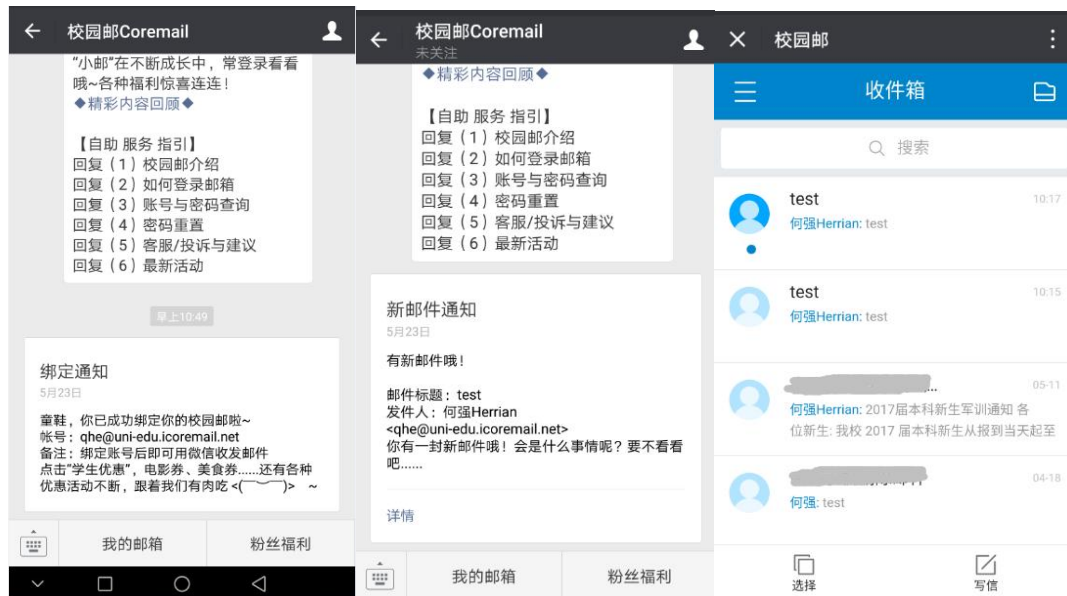 校园邮Coremail
“小邮”在不断成长中，常登录看看
哦~各种福利惊喜连连！
◆精彩内容回顾◆
【自助 服务 指引】
回复（1）校园邮介绍
回复（2）如何登录邮箱
回复（3）账号与密码查询
回复（4）密码重置
回复（5）客服/投诉与建议
回复（6）最新活动
早上10:49
绑定通知
5月23日
童鞋，你已成功绑定你的校园邮啦~
帐号：qhe@uni-edu.icoremail.net
备注：绑定账号后即可用微信收发邮件
点击“学生优惠”，电影券、美食券......还有各种
优惠活动不断，跟着我们有肉吃 <(￣︶￣)> ~
我的邮箱
粉丝福利
校园邮Coremail
未关注
◆精彩内容回顾◆
【自助 服务 指引】
回复（1）校园邮介绍
回复（2）如何登录邮箱
回复（3）账号与密码查询
回复（4）密码重置
回复（5）客服/投诉与建议
回复（6）最新活动
新邮件通知
5月23日
有新邮件哦！
邮件标题：test
发件人：何强Herrian
<qhe@uni-edu.icoremail.net>
你有一封新邮件哦！会是什么事情呢？要不看看
吧......
详情
我的邮箱
粉丝福利
校园邮
收件箱
搜索
test 10:17
何强Herrian: test
test 10:15
何强Herrian: test
... 05-11
何强Herrian: 2017届本科新生军训通知 各
位新生: 我校 2017 届本科新生从报到当天起至
04-18
何强: test
选择
写信